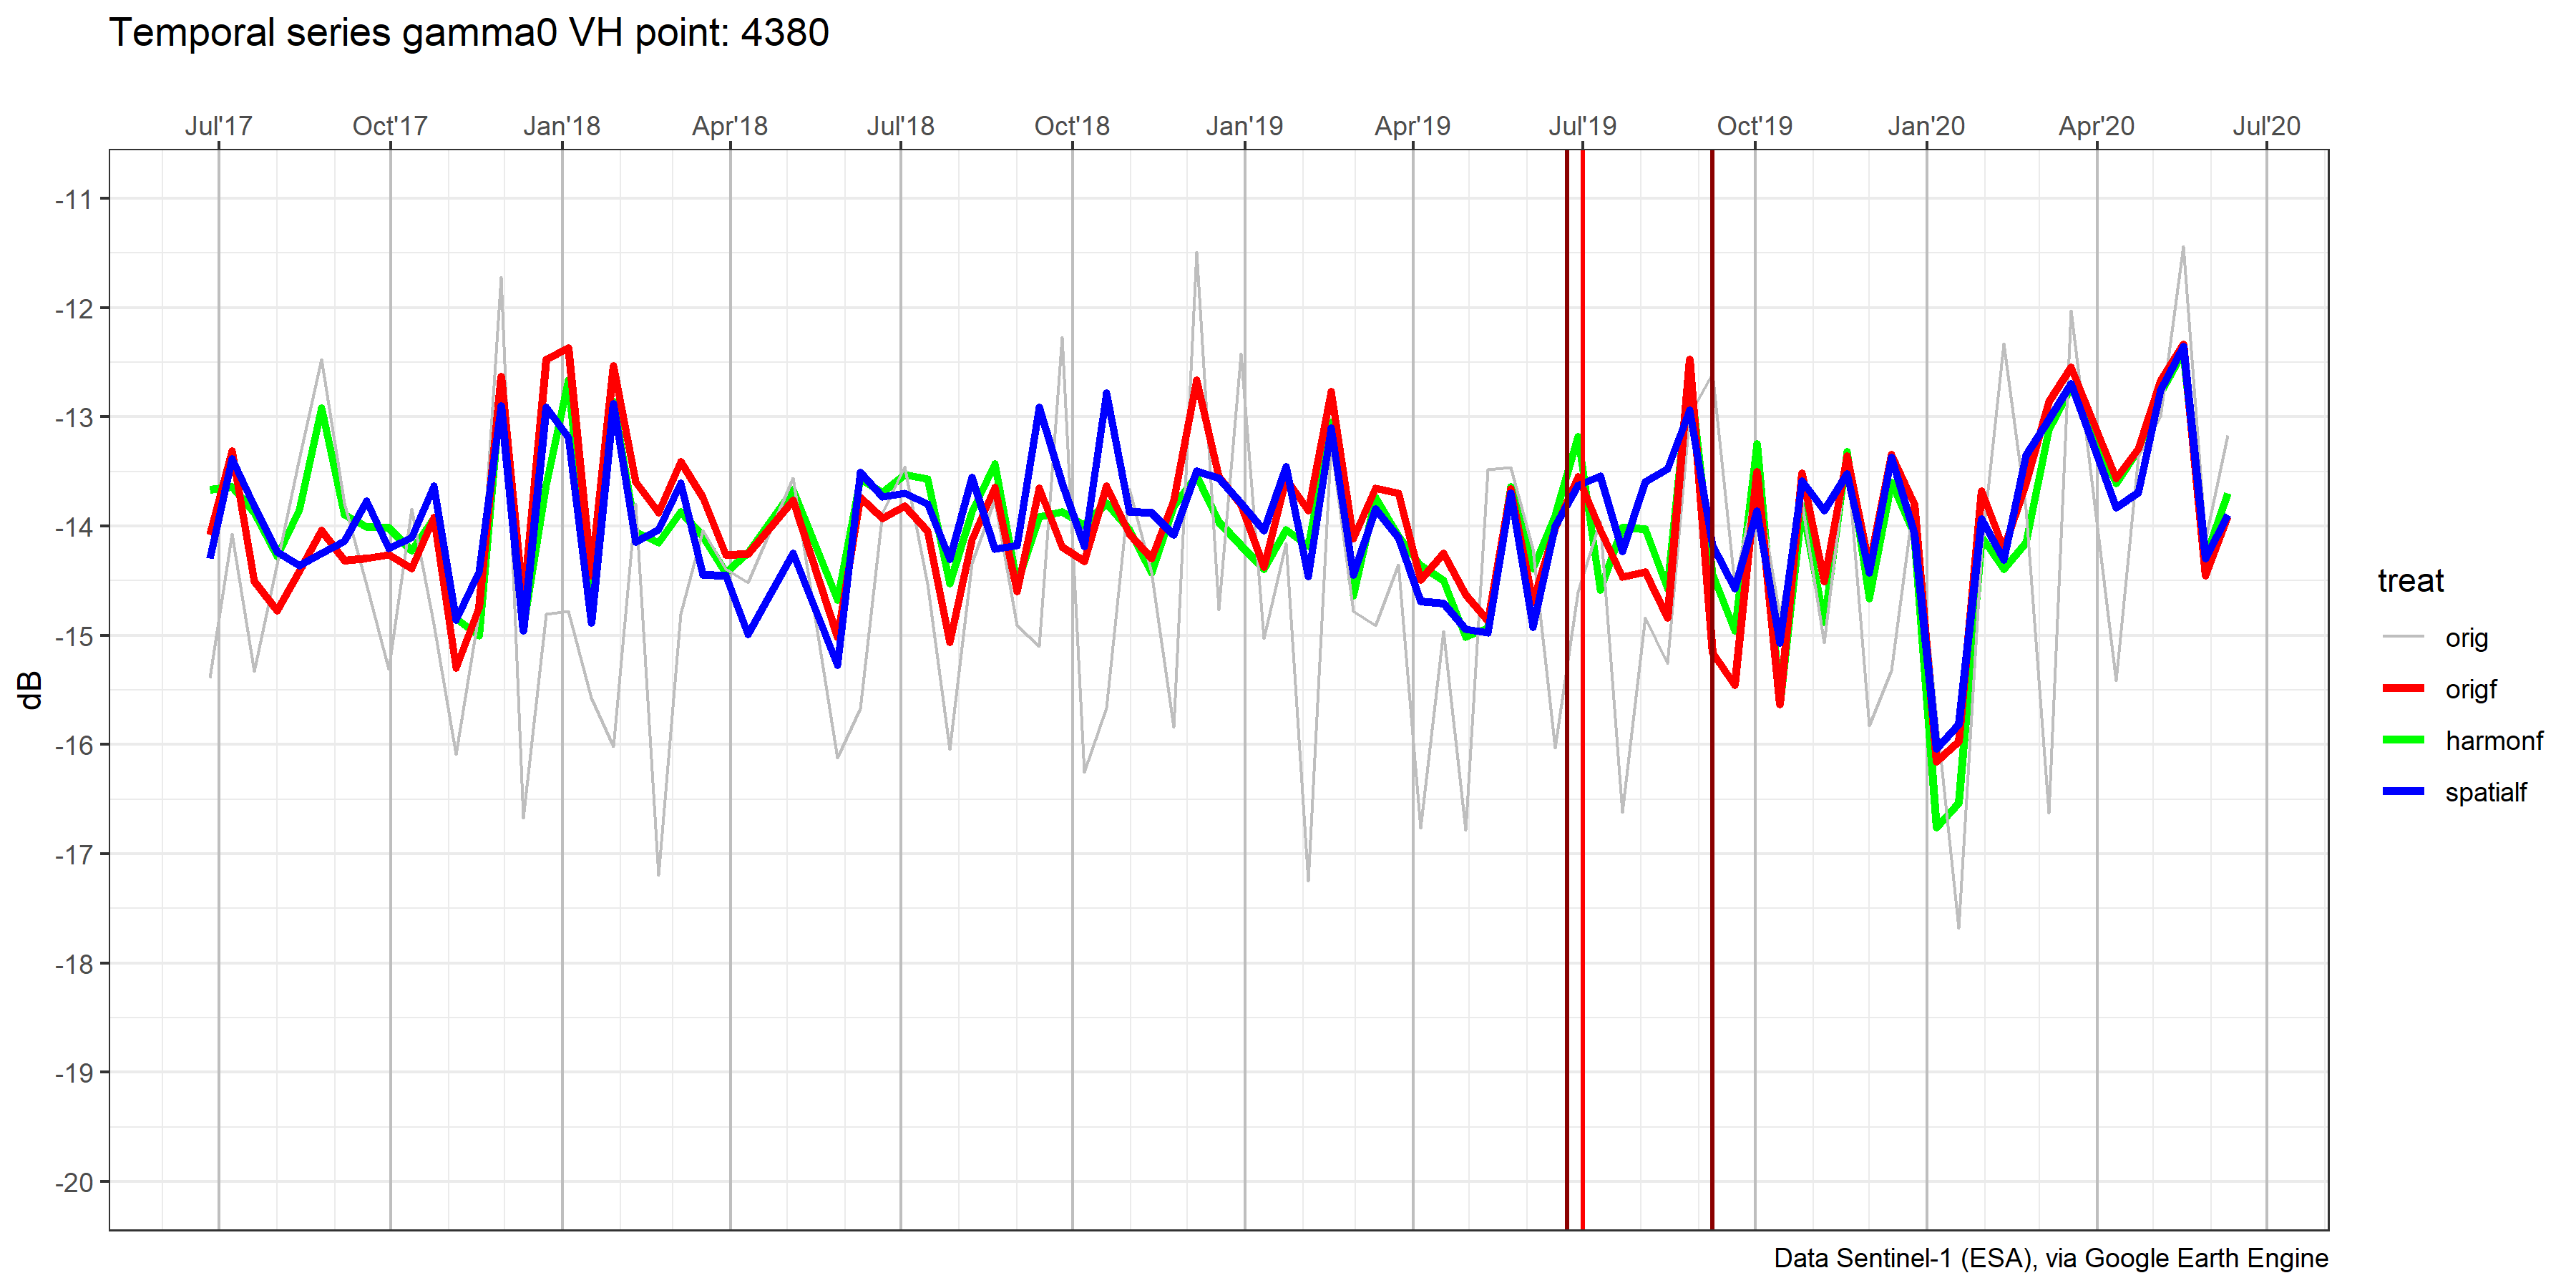 Temporal series gamma0 VH point: 4380
Jul'17 Oct'17 Jan'18 Apr'18 Jul'18 Oct'18 Jan'19 Apr'19 Jul'19 Oct'19 Jan'20 Apr'20 Jul'20
-11
-12
-13
-14
-15
-16
-17
-18
-19
-20
dB
treat
orig
origf
harmonf
spatialf
Data Sentinel-1 (ESA), via Google Earth Engine